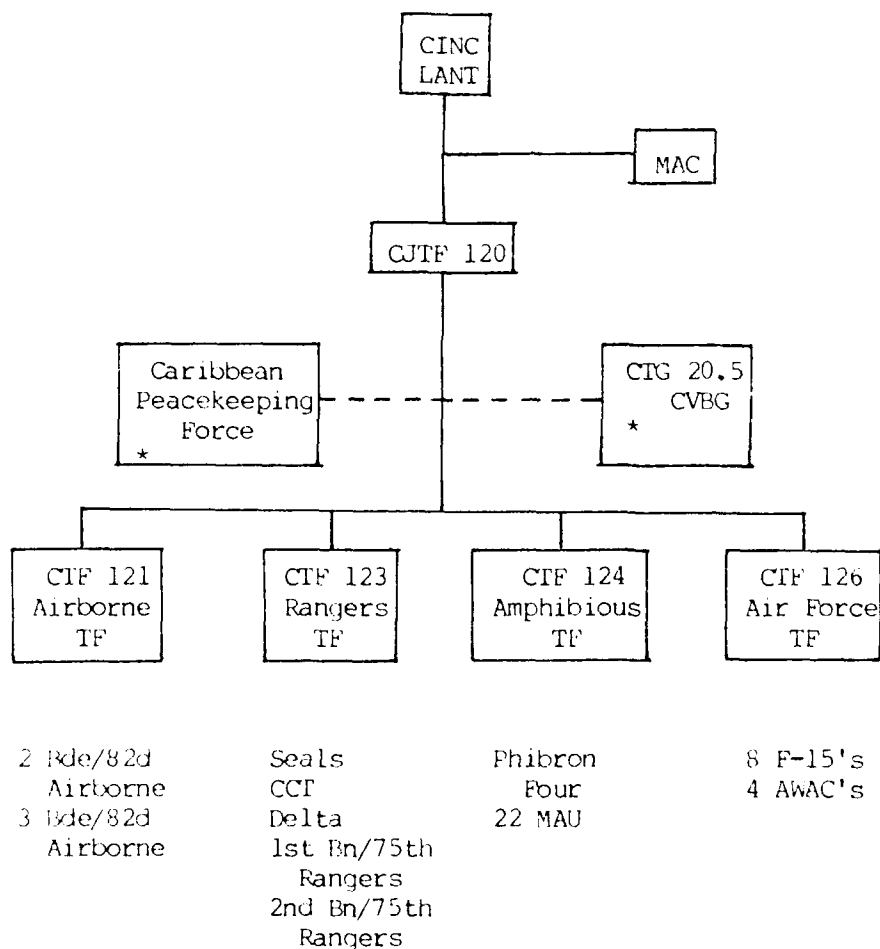 CINC
LANT
MAC
CJTF 120
Caribbean
Peacekeeping
Force
*
CTG 20.5
CVBG
*
CTF 121
Airborne
TF
CTF 123
Rangers
TF
CTF 124
Amphibious
TF
CTF 126
Air Force
TF
2 Bde/82d
Airborne
3 Bde/82d
Airborne
Seals
CCT
Delta
1st Bn/75th
Rangers
2nd Bn/75th
Rangers
Phibron
Four
22 MAU
8 F-15's
4 AWAC's